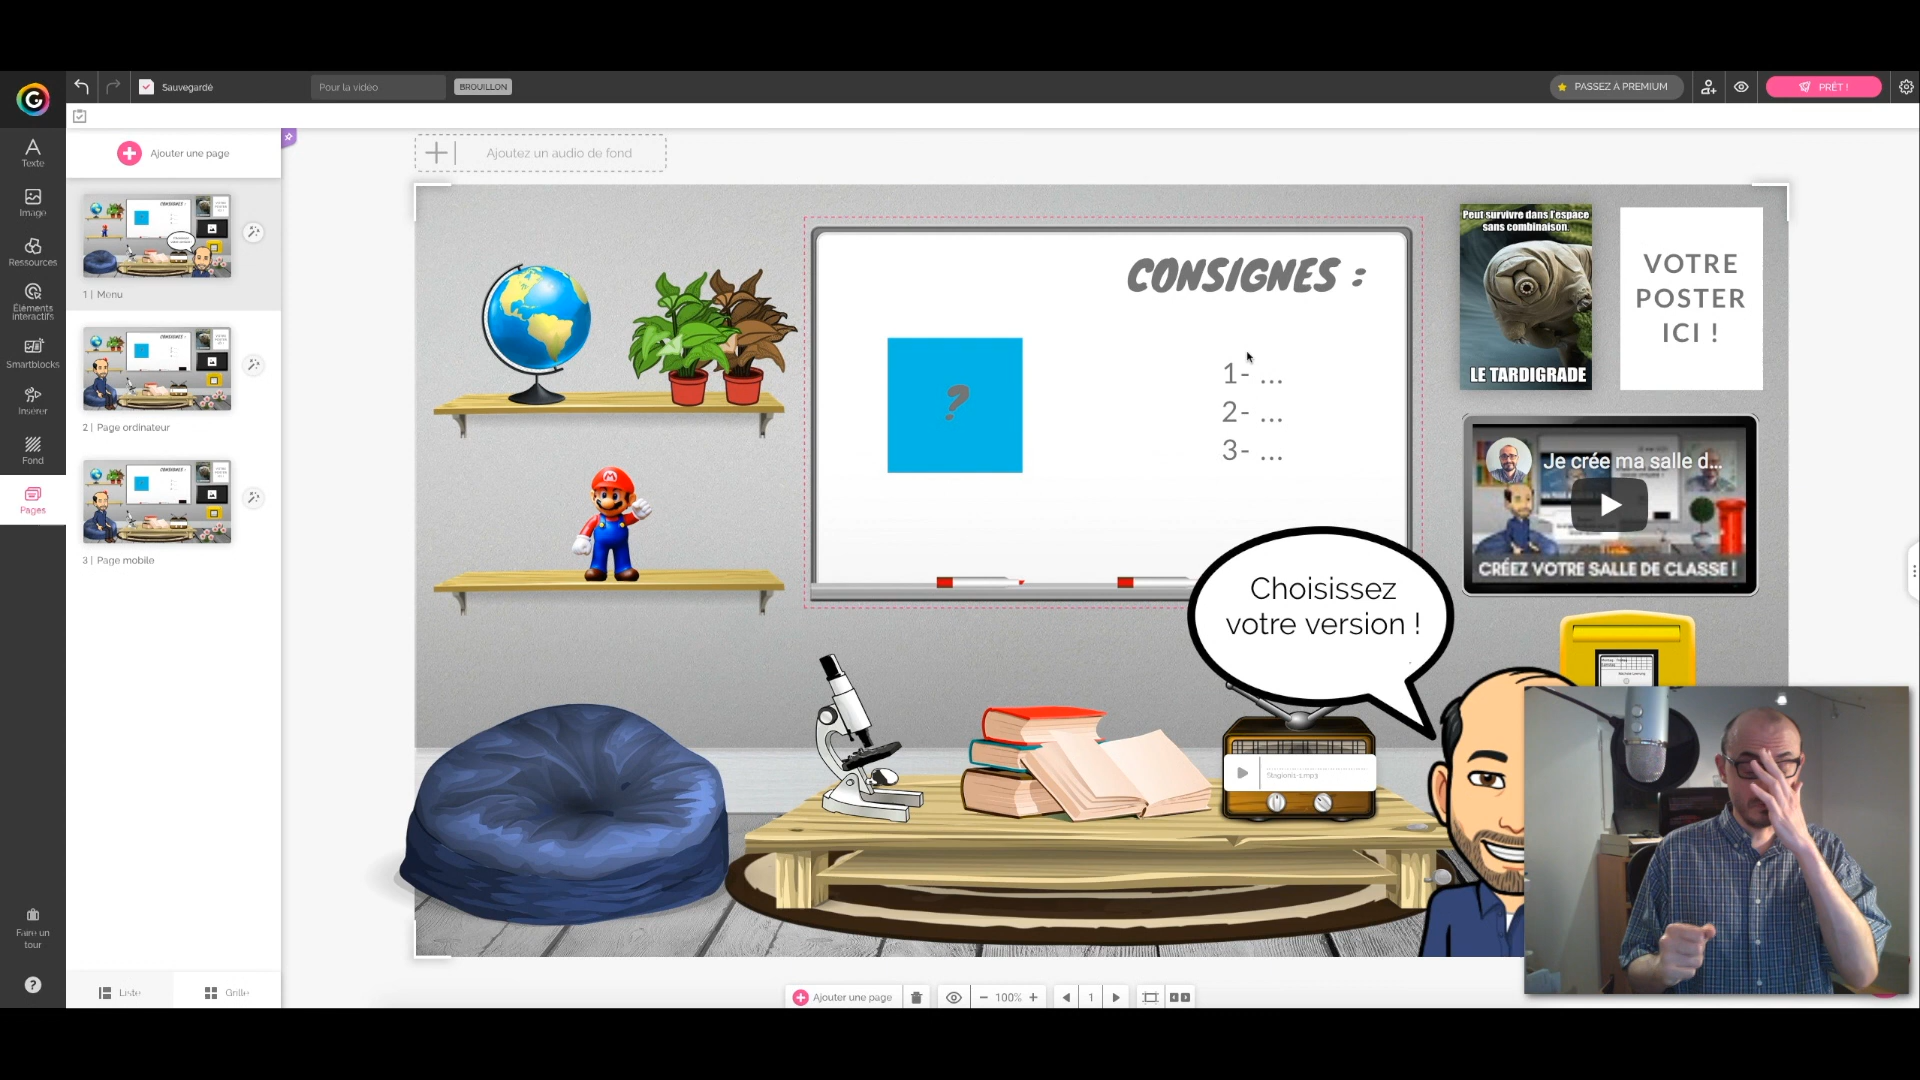 Sauvegardé
Pour la vidéo
BROUILLON
PASSEZ À PREMIUM
PRÊT !
Texte
Image
Ressources
Éléments
interactifs
Smartblocks
Insérer
Fond
Pages
Faire un
tour
Ajouter une page
1 | Menu
2 | Page ordinateur
3 | Page mobile
Liste
Grille
Ajoutez un audio de fond
CONSIGNES :
?
1- ...
2- ...
3- ...
Peut survivre dans l'espace
sans combinaison.
LE TARDIGRADE
VOTRE
POSTER
ICI !
Je crée ma salle d...
CRÉEZ VOTRE SALLE DE CLASSE !
Choisissez
votre version !
M
Ajouter une page
100%
1